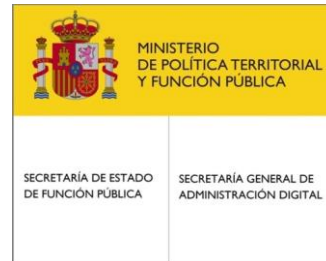 MINISTERIO
DE POLÍTICA TERRITORIAL
Y FUNCIÓN PÚBLICA
SECRETARÍA DE ESTADO
DE FUNCIÓN PÚBLICA
SECRETARÍA GENERAL DE
ADMINISTRACIÓN DIGITAL